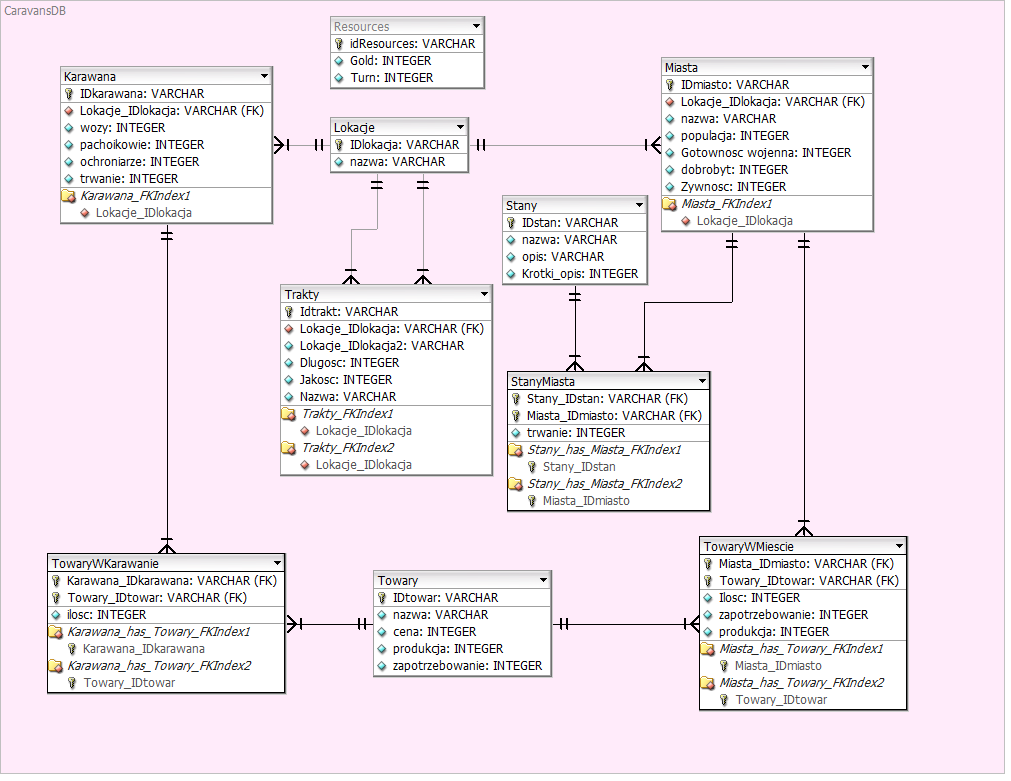 CaravansDB
Resources
idResources: VARCHAR
Gold: INTEGER
Turn: INTEGER
Karawana
IDkarawana: VARCHAR
Lokacje_IDlokacja: VARCHAR (FK)
wozy: INTEGER
pachoikowie: INTEGER
ochroniarze: INTEGER
trwanie: INTEGER
Karawana_FKIndex1
Lokacje_IDlokacja
Lokacje
IDlokacja: VARCHAR
nazwa: VARCHAR
Miasta
IDmiasto: VARCHAR
Lokacje_IDlokacja: VARCHAR (FK)
nazwa: VARCHAR
populacja: INTEGER
Gotownosc wojenna: INTEGER
dobrobyt: INTEGER
Zywnosc: INTEGER
Miasta_FKIndex1
Lokacje_IDlokacja
Stany
IDstan: VARCHAR
nazwa: VARCHAR
opis: VARCHAR
Krotki_opis: INTEGER
Trakty
Idtrakt: VARCHAR
Lokacje_IDlokacja: VARCHAR (FK)
Lokacje_IDlokacja2: VARCHAR
Dlugosc: INTEGER
Jakosc: INTEGER
Nazwa: VARCHAR
Trakty_FKIndex1
Lokacje_IDlokacja
Trakty_FKIndex2
Lokacje_IDlokacja
StanyMiasta
Stany_IDstan: VARCHAR (FK)
Miasta_IDmiasto: VARCHAR (FK)
trwanie: INTEGER
Stany_has_Miasta_FKIndex1
Stany_IDstan
Stany_has_Miasta_FKIndex2
Miasta_IDmiasto
TowaryWKarawanie
Karawana_IDkarawana: VARCHAR (FK)
Towary_IDtowar: VARCHAR (FK)
ilosc: INTEGER
Karawana_has_Towary_FKIndex1
Karawana_IDkarawana
Karawana_has_Towary_FKIndex2
Towary_IDtowar
Towary
IDtowar: VARCHAR
nazwa: VARCHAR
cena: INTEGER
produkcja: INTEGER
zapotrzebowanie: INTEGER
TowaryWMiescie
Miasta_IDmiasto: VARCHAR (FK)
Towary_IDtowar: VARCHAR (FK)
Ilosc: INTEGER
zapotrzebowanie: INTEGER
produkcja: INTEGER
Miasta_has_Towary_FKIndex1
Miasta_IDmiasto
Miasta_has_Towary_FKIndex2
Towary_IDtowar